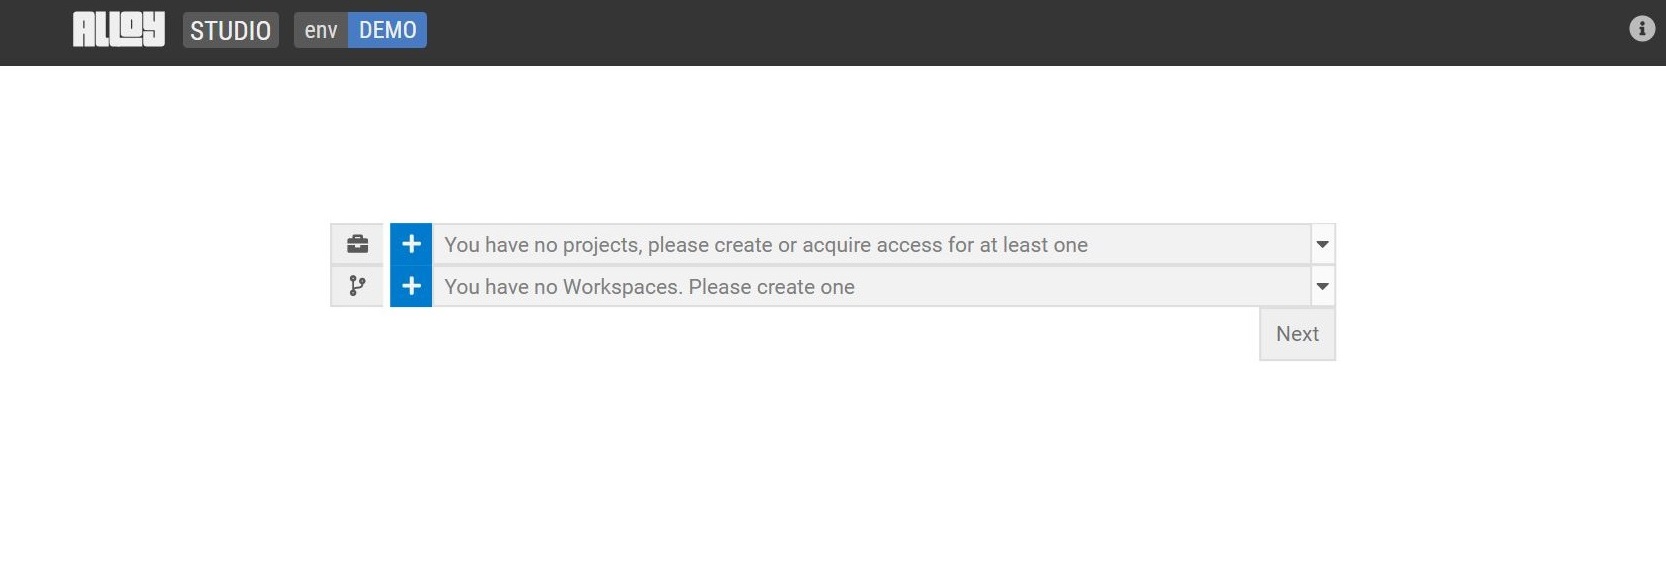 ALLOY STUDIO env DEMO
You have no projects, please create or acquire access for at least one
You have no Workspaces. Please create one
Next